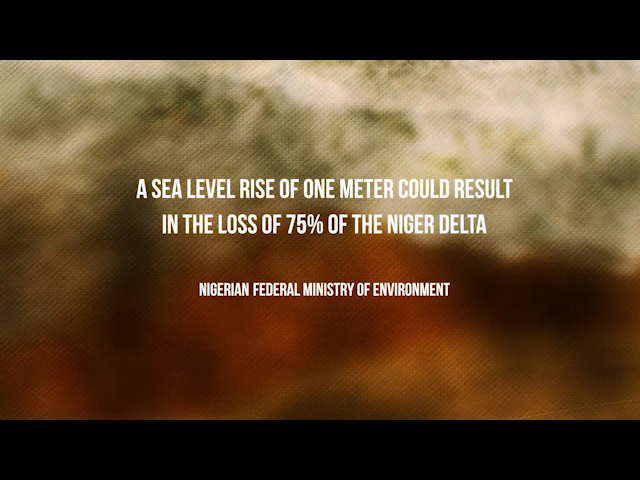 A SEA LEVEL RISE OF ONE METER COULD RESULT
IN THE LOSS OF 75% OF THE NIGER DELTA
NIGERIAN FEDERAL MINISTRY OF ENVIRONMENT